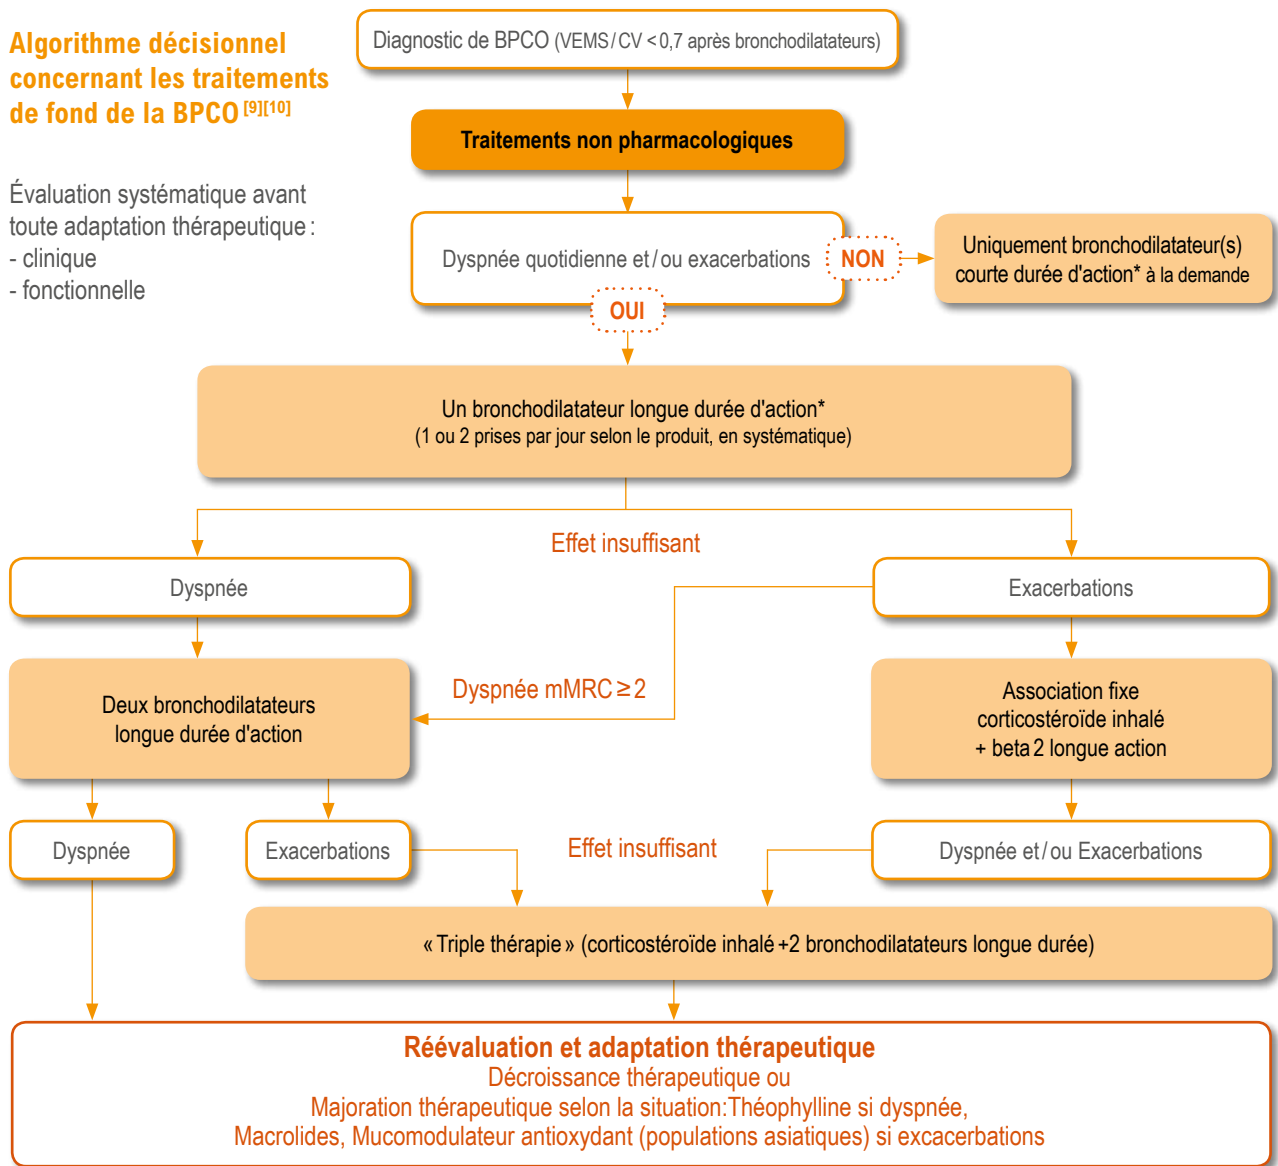 Algorithme décisionnel
concernant les traitements
de fond de la BPCO [9][10]
Évaluation systématique avant
toute adaptation thérapeutique :
- clinique
- fonctionnelle
Diagnostic de BPCO (VEMS / CV < 0,7 après bronchodilatateurs)
Traitements non pharmacologiques
Dyspnée quotidienne et / ou exacerbations
NON
Uniquement bronchodilatateur(s)
courte durée d'action* à la demande
OUI
Un bronchodilatateur longue durée d'action*
(1 ou 2 prises par jour selon le produit, en systématique)
Effet insuffisant
Dyspnée
Exacerbations
Dyspnée mMRC ≥ 2
Deux bronchodilatateurs
longue durée d'action
Association fixe
corticostéroïde inhalé
+ beta 2 longue action
Dyspnée
Exacerbations
Effet insuffisant
Dyspnée et / ou Exacerbations
« Triple thérapie » (corticostéroïde inhalé +2 bronchodilatateurs longue durée)
Réévaluation et adaptation thérapeutique
Décroissance thérapeutique ou
Majoration thérapeutique selon la situation:Théophylline si dyspnée,
Macrolides, Mucomodulateur antioxydant (populations asiatiques) si excacerbations